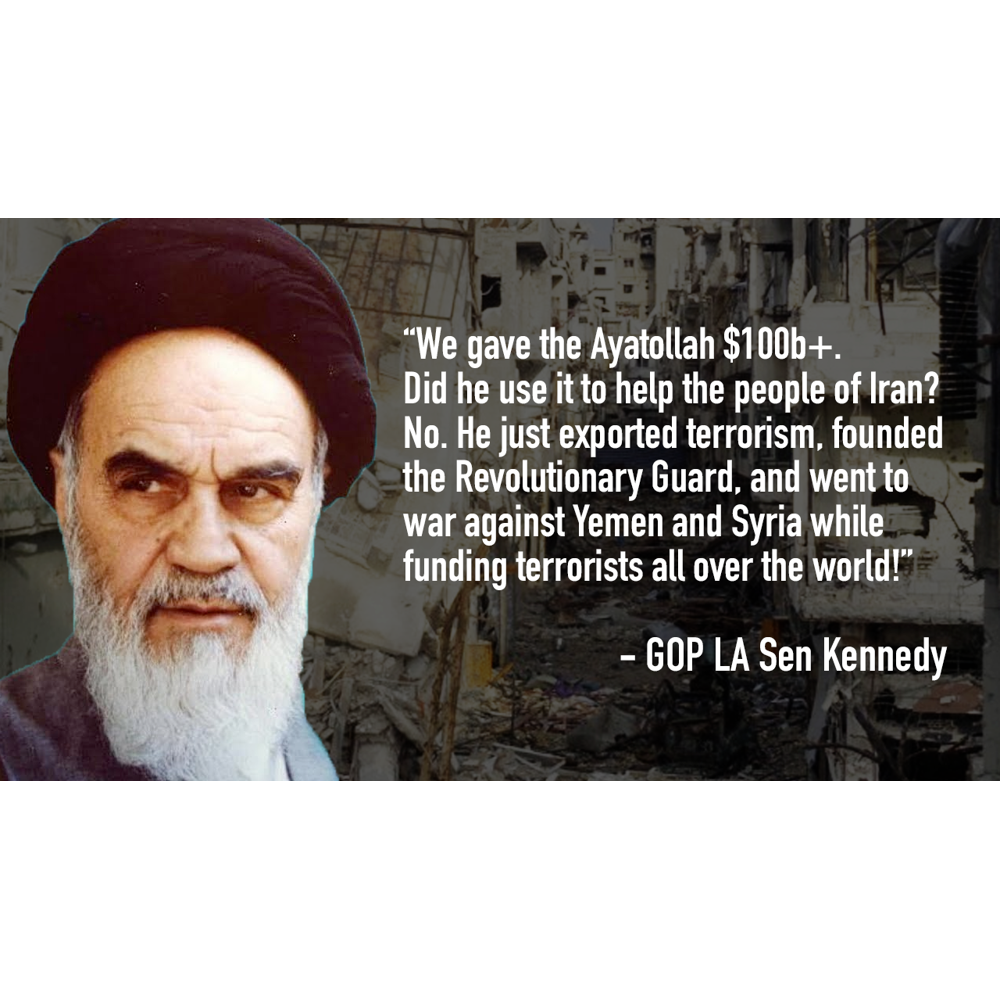 “We gave the Ayatollah $100b+.
Did he use it to help the people of Iran?
No. He just exported terrorism, founded
the Revolutionary Guard, and went to
war against Yemen and Syria while
funding terrorists all over the world!”
- GOP LA Sen Kennedy